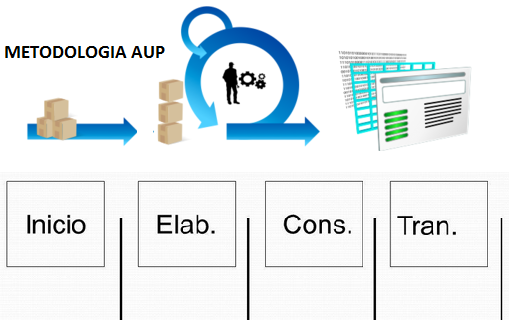 METODOLOGIA AUP
Inicio
Elab.
Cons.
Tran.